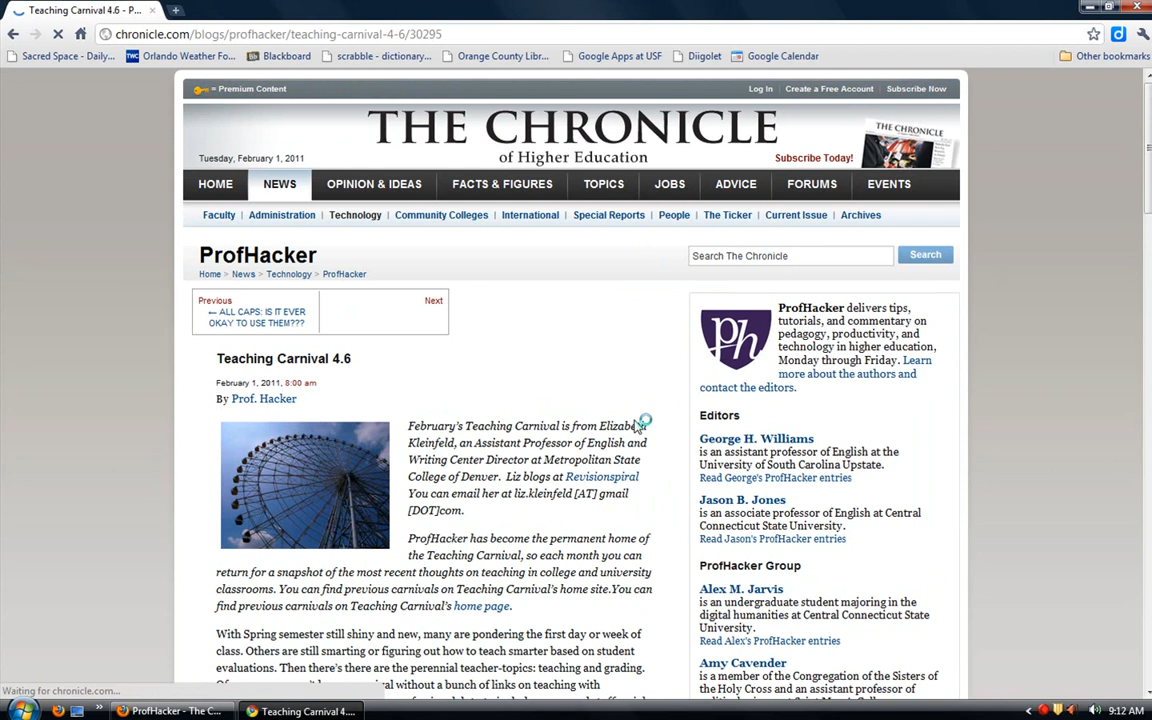 Teaching Carnival 4.6 - P...
chronicle.com/blogs/profhacker/teaching-carnival-4-6/30295
Sacred Space - Daily... Orlando Weather Fo... Blackboard scrabble - dictionary... Orange County Libr... Google Apps at USF Diigolet Google Calendar Other bookmarks
= Premium Content Log In | Create a Free Account | Subscribe Now
THE CHRONICLE
of Higher Education
Tuesday, February 1, 2011
Subscribe Today!
THE CHRONICLE
HOME NEWS OPINION & IDEAS FACTS & FIGURES TOPICS JOBS ADVICE FORUMS EVENTS
Faculty | Administration | Technology | Community Colleges | International | Special Reports | People | The Ticker | Current Issue | Archives
ProfHacker
Search The Chronicle Search
Home > News > Technology > ProfHacker
Previous Next
← ALL CAPS: IS IT EVER
OKAY TO USE THEM???
Teaching Carnival 4.6
February 1, 2011, 8:00 am
By Prof. Hacker
February's Teaching Carnival is from
Kleinfeld, an Assistant Professor of English and
Writing Center Director at Metropolitan State
College of Denver. Liz blogs at Revisionspiral
You can email her at liz.kleinfeld [AT] gmail
[DOT]com.
ProfHacker has become the permanent home of
the Teaching Carnival, so each month you can
return for a snapshot of the most recent thoughts on teaching in college and university
classrooms. You can find previous carnivals on Teaching Carnival's home site.You can
find previous carnivals on Teaching Carnival's home page.
With Spring semester still shiny and new, many are pondering the first day or week of
class. Others are still smarting or figuring out how to teach smarter based on student
evaluations. Then there's there are the perennial teacher-topics: teaching and grading.
ph
ProfHacker delivers tips,
tutorials, and commentary on
pedagogy, productivity, and
technology in higher education,
Monday through Friday. Learn
more about the authors and
contact the editors.
Editors
George H. Williams
is an assistant professor of English at the
University of South Carolina Upstate.
Read George's ProfHacker entries
Jason B. Jones
is an associate professor of English at Central
Connecticut State University.
Read Jason's ProfHacker entries
ProfHacker Group
Alex M. Jarvis
is an undergraduate student majoring in the
digital humanities at Central Connecticut State
University.
Read Alex's ProfHacker entries
Amy Cavender
is a member of the Congregation of the Sisters of
the Holy Cross and an assistant professor of
Waiting for chronicle.com...
ProfHacker - The C... Teaching Carnival 4.... 9:12 AM